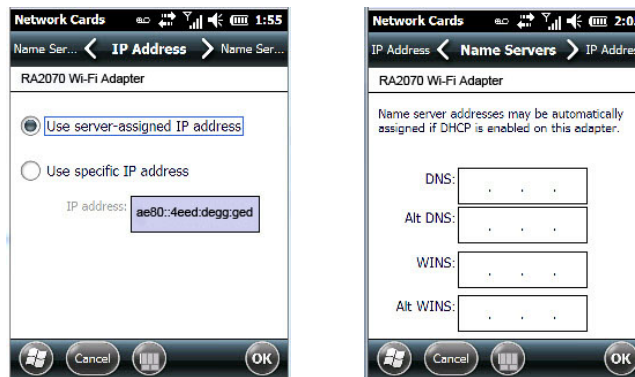 Network Cards 1:55
Name Ser... IP Address Name Ser...
RA2070 Wi-Fi Adapter
Use server-assigned IP address
Use specific IP address
IP address: ae80::4eed:degg:ged
Cancel OK
Network Cards
IP Address Name Servers IP Addres
RA2070 Wi-Fi Adapter
Name server addresses may be automatically
assigned if DHCP is enabled on this adapter.
DNS: . . .
Alt DNS: . . .
WINS: . . .
Alt WINS: . . .
Cancel OK